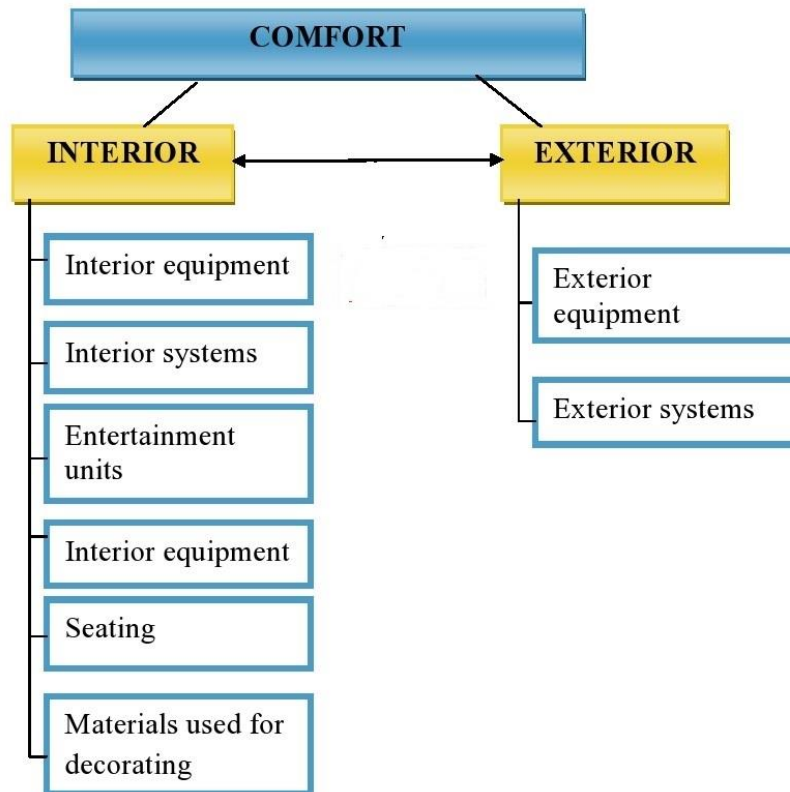 COMFORT
INTERIOR
EXTERIOR
Interior equipment
Interior systems
Entertainment
units
Interior equipment
Seating
Materials used for
decorating
Exterior
equipment
Exterior systems